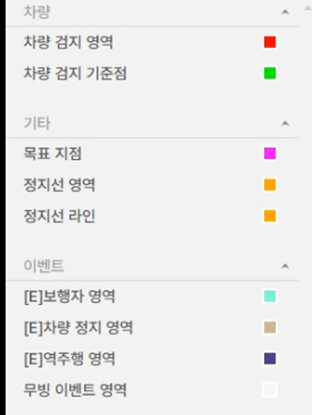 차량
차량 검지 영역
차량 검지 기준점
기타
목표 지점
정지선 영역
정지선 라인
이벤트
[E]보행자 영역
[E]차량 정지 영역
[E]역주행 영역
무빙 이벤트 영역